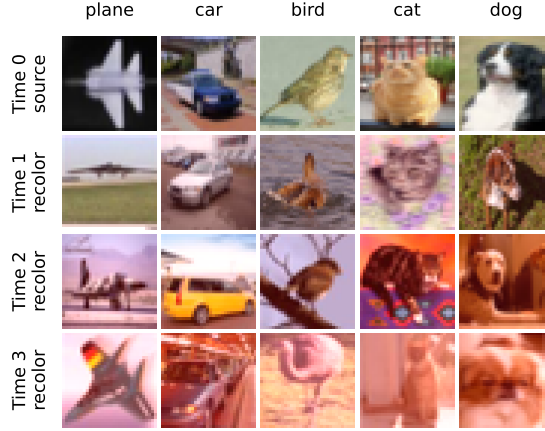 plane car bird cat dog
Time 0
source
Time 1
recolor
Time 2
recolor
Time 3
recolor